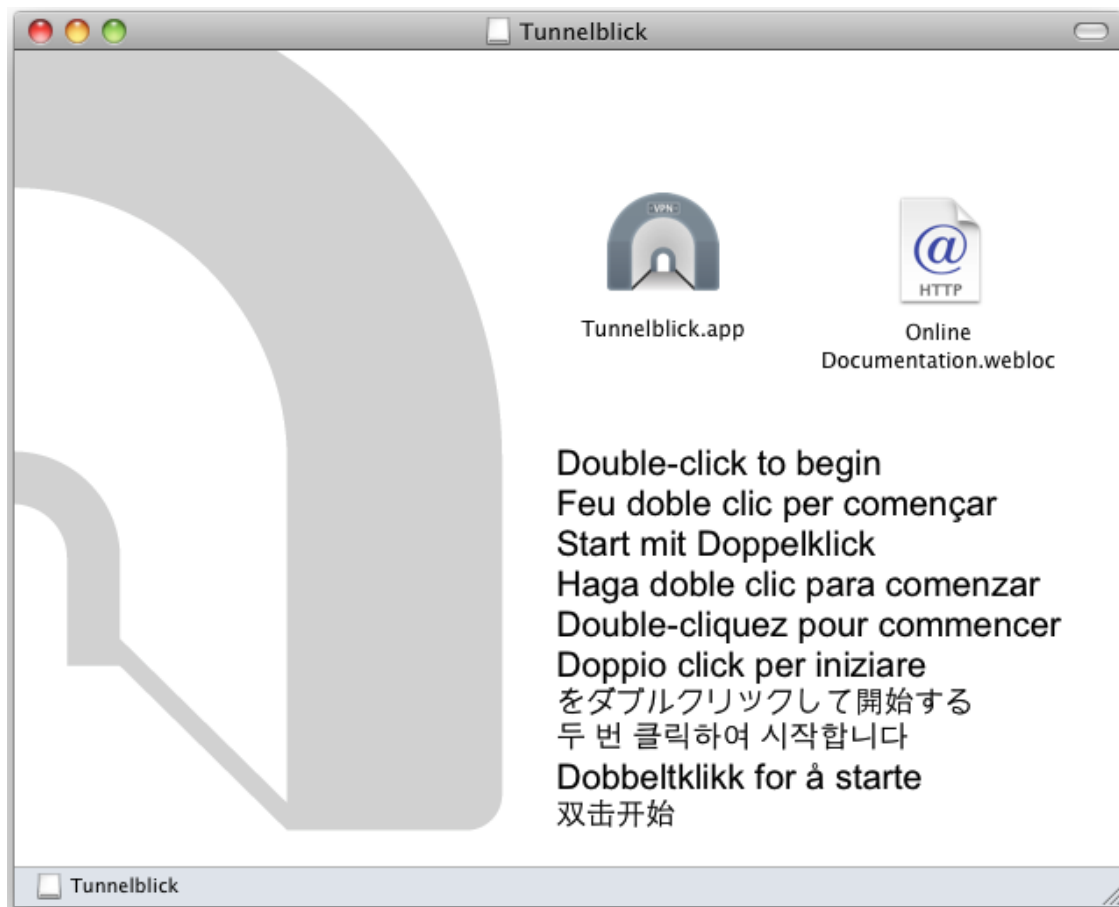 Tunnelblick
VPN
Tunnelblick.app
@
HTTP
Online
Documentation.webloc
Double-click to begin
Feu doble clic per començar
Start mit Doppelklick
Haga doble clic para comenzar
Double-cliquez pour commencer
Doppio click per iniziare
をダブルクリックして開始する
두 번 클릭하여 시작합니다
Dobbeltklikk for å starte
双击开始
Tunnelblick